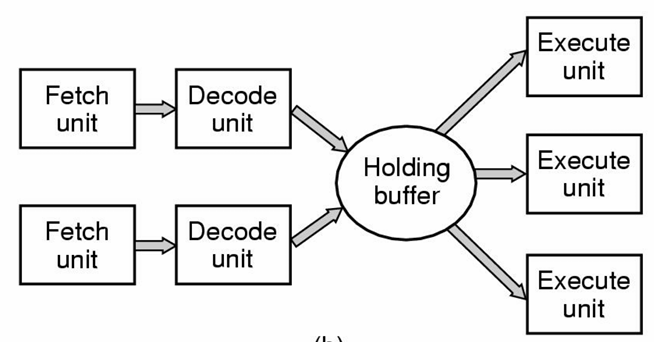 Fetch
unit
Decode
unit
Fetch
unit
Decode
unit
Holding
buffer
Execute
unit
Execute
unit
Execute
unit
(b)